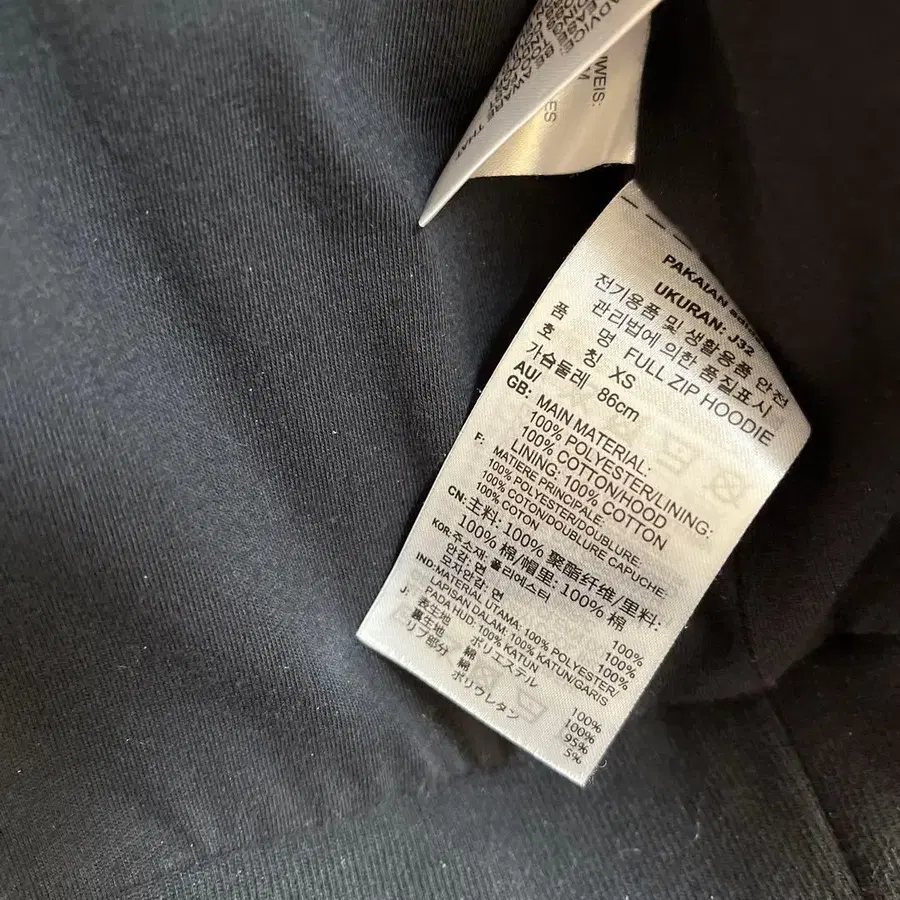 WARE THAT
WEIS:
PAKAIAN
UKURAN: J32
전기용품 및 생활용품 안전
관리법에 의한 품질표시
품 명 FULL ZIP HOODIE
호 칭 XS
가슴둘레 86cm
AU/
GB: MAIN MATERIAL:
100% POLYESTER/LINING:
100% COTTON/HOOD
LINING: 100% COTTON
F: MATIERE PRINCIPALE:
100% POLYESTER/DOUBLURE:
100% COTON/DOUBLURE CAPUCHE:
100% COTON
CN: 主料: 100% 聚酯纤维/里料:
100% 棉/帽里: 100% 棉
KOR: 주소재: 폴리에스터 100%
안감: 면 100%
모자안감: 면 100%
IND: MATERIAL UTAMA: 100% POLYESTER/
LAPISAN DALAM: 100% KATUN/GARIS
PADA HUD: 100% KATUN
J: 表生地 ポリエステル 100%
裏生地 綿 100%
リブ部分 綿 95%
ポリウレタン 5%